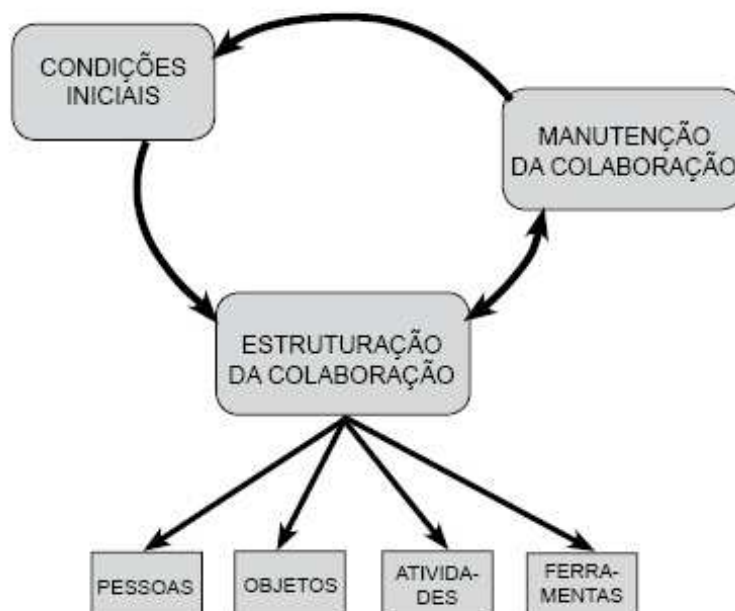 CONDIÇÕES
INICIAIS
MANUTENÇÃO
DA COLABORAÇÃO
ESTRUTURAÇÃO
DA COLABORAÇÃO
PESSOAS
OBJETOS
ATIVIDA-
DES
FERRA-
MENTAS